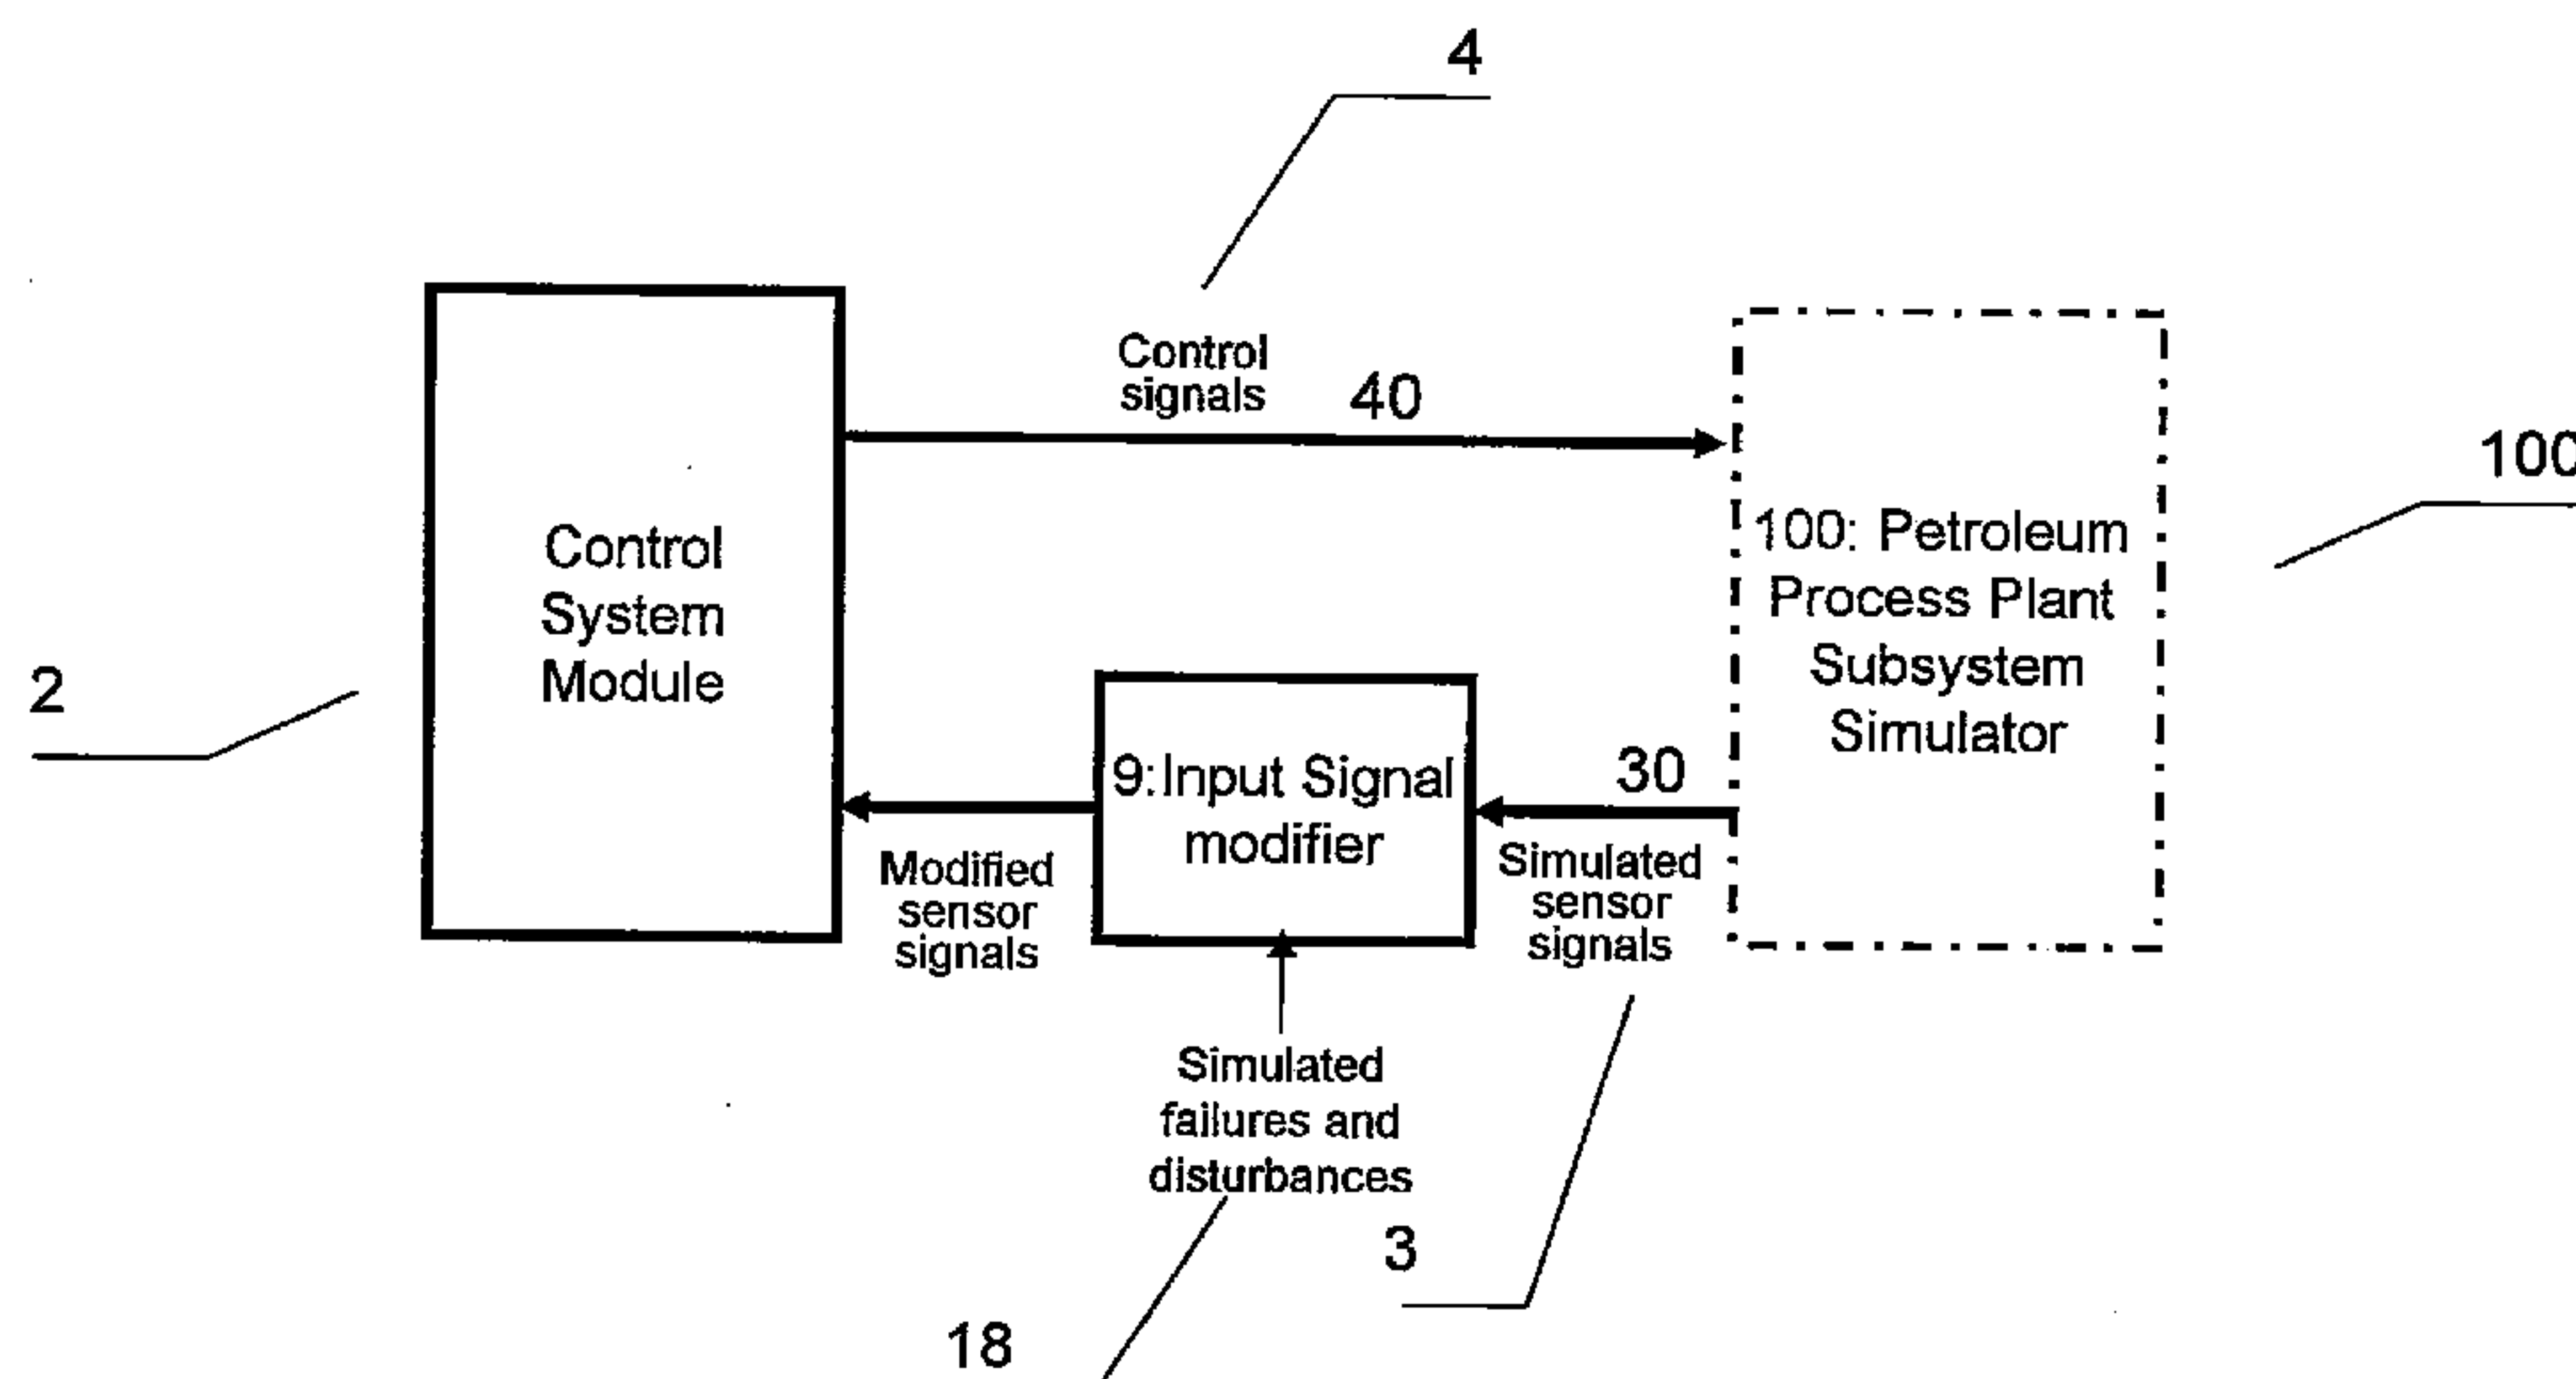 4
Control
signals
40
100
Control
System
Module
100: Petroleum
Process Plant
Subsystem
Simulator
2
9:Input Signal
modifier
30
Modified
sensor
signals
Simulated
sensor
signals
Simulated
failures and
disturbances
3
18